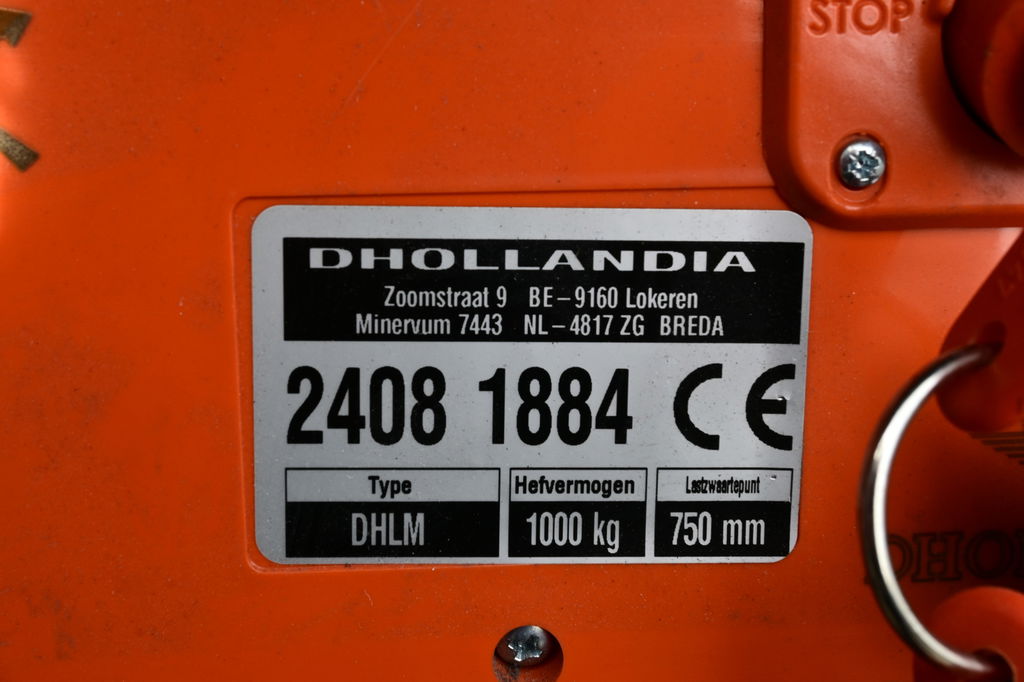 STOP
DHOLLANDIA
Zoomstraat 9 BE-9160 Lokeren
Minervum 7443 NL-4817 ZG BREDA
2408 1884 CE
Type Hefvermogen Lastzwaartepunt
DHLM 1000 kg 750 mm
DHOL